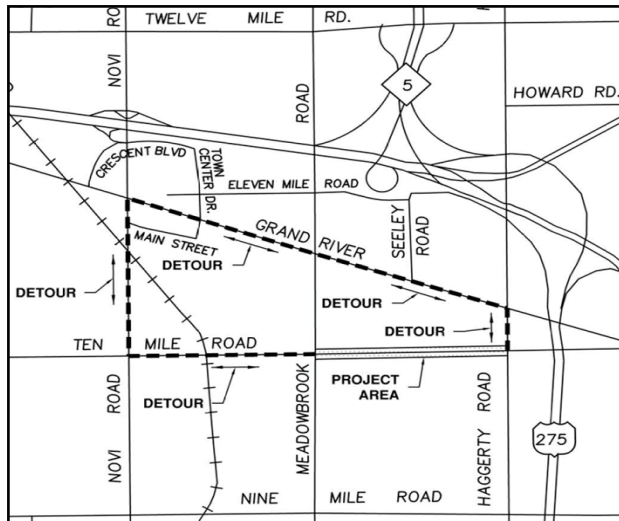 RO
TWELVE MILE RD.
NOVI
ROAD
5
HOWARD RD.
CRESCENT BLVD
TOWN
CENTER DR.
ELEVEN MILE ROAD
MAIN STREET
GRAND RIVER
SEELEY
ROAD
DETOUR
DETOUR
DETOUR
DETOUR
TEN MILE ROAD
PROJECT
AREA
DETOUR
NOVI ROAD
MEADOWBROOK
HAGGERTY ROAD
275
NINE MILE ROAD